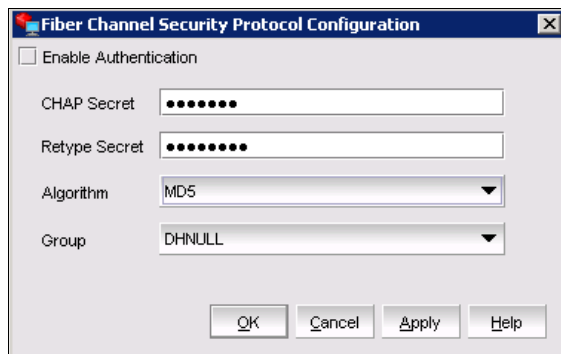 Fiber Channel Security Protocol Configuration
Enable Authentication
CHAP Secret •••••••
Retype Secret ••••••••
Algorithm MD5
Group DHNULL
OK Cancel Apply Help